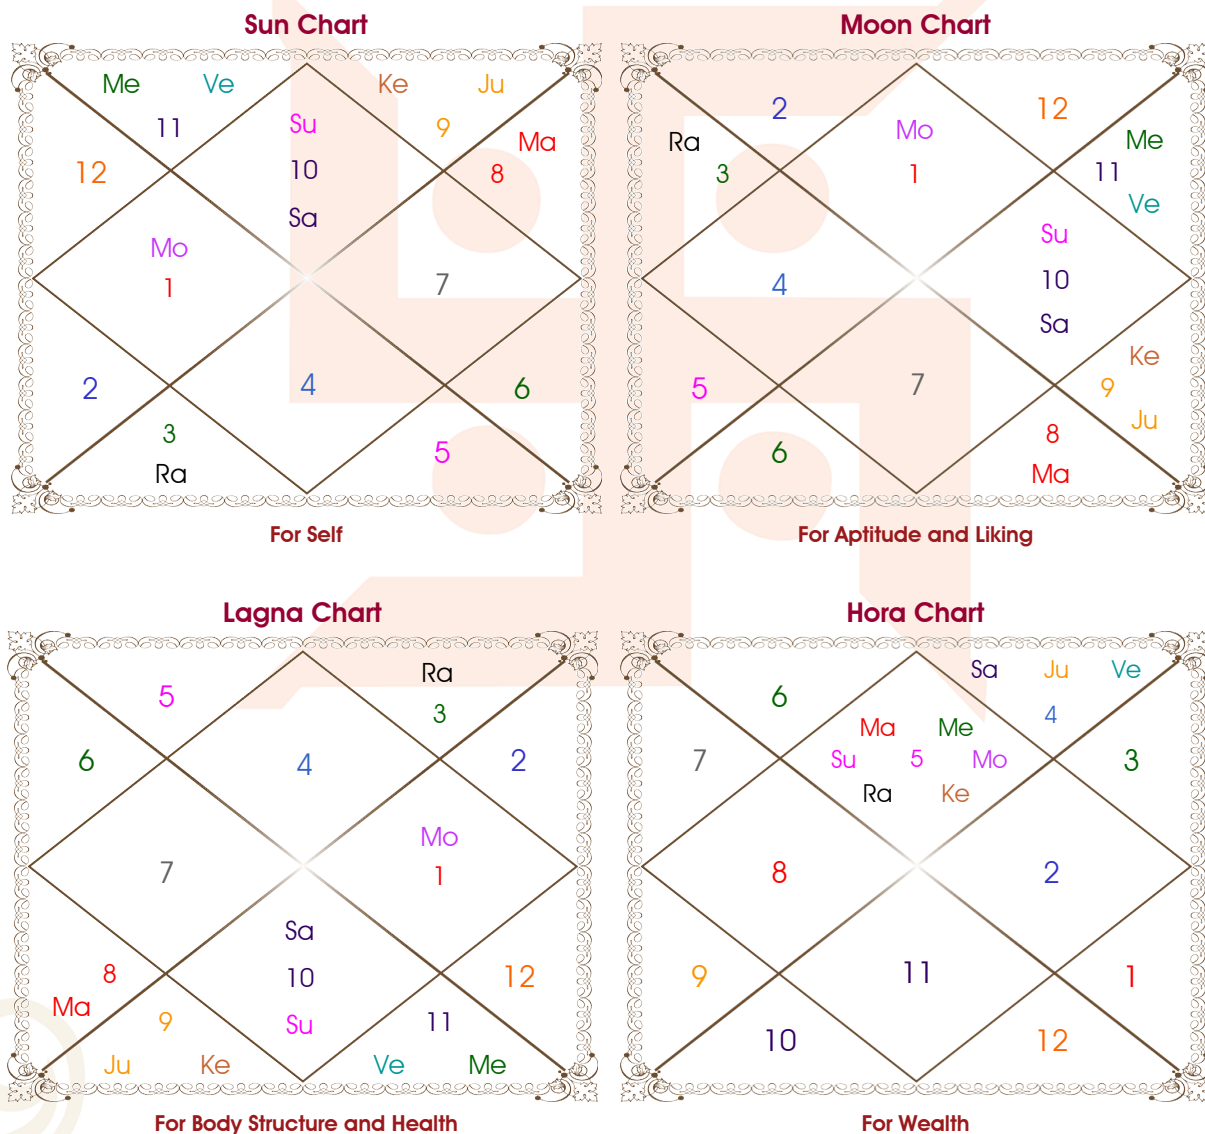 Sun Chart
Me Ve Ke Ju
11 Su 9 Ma
12 10 8
Sa
Mo
1 7
2 4 6
3 5
Ra
For Self
Moon Chart
2 12
Ra Mo Me
3 1 11
Ve
Su
4 10
Sa
Ke
5 7 9
Ju
6 8
Ma
For Aptitude and Liking
Lagna Chart
Ra
5 3
6 4 2
Mo
7 1
Sa
8 10 12
Ma
9 Su 11
Ju Ke Ve Me
For Body Structure and Health
Hora Chart
Sa Ju Ve
6 4
Ma Me
7 Su 5 Mo 3
Ra Ke
8 2
9 11 1
10 12
For Wealth